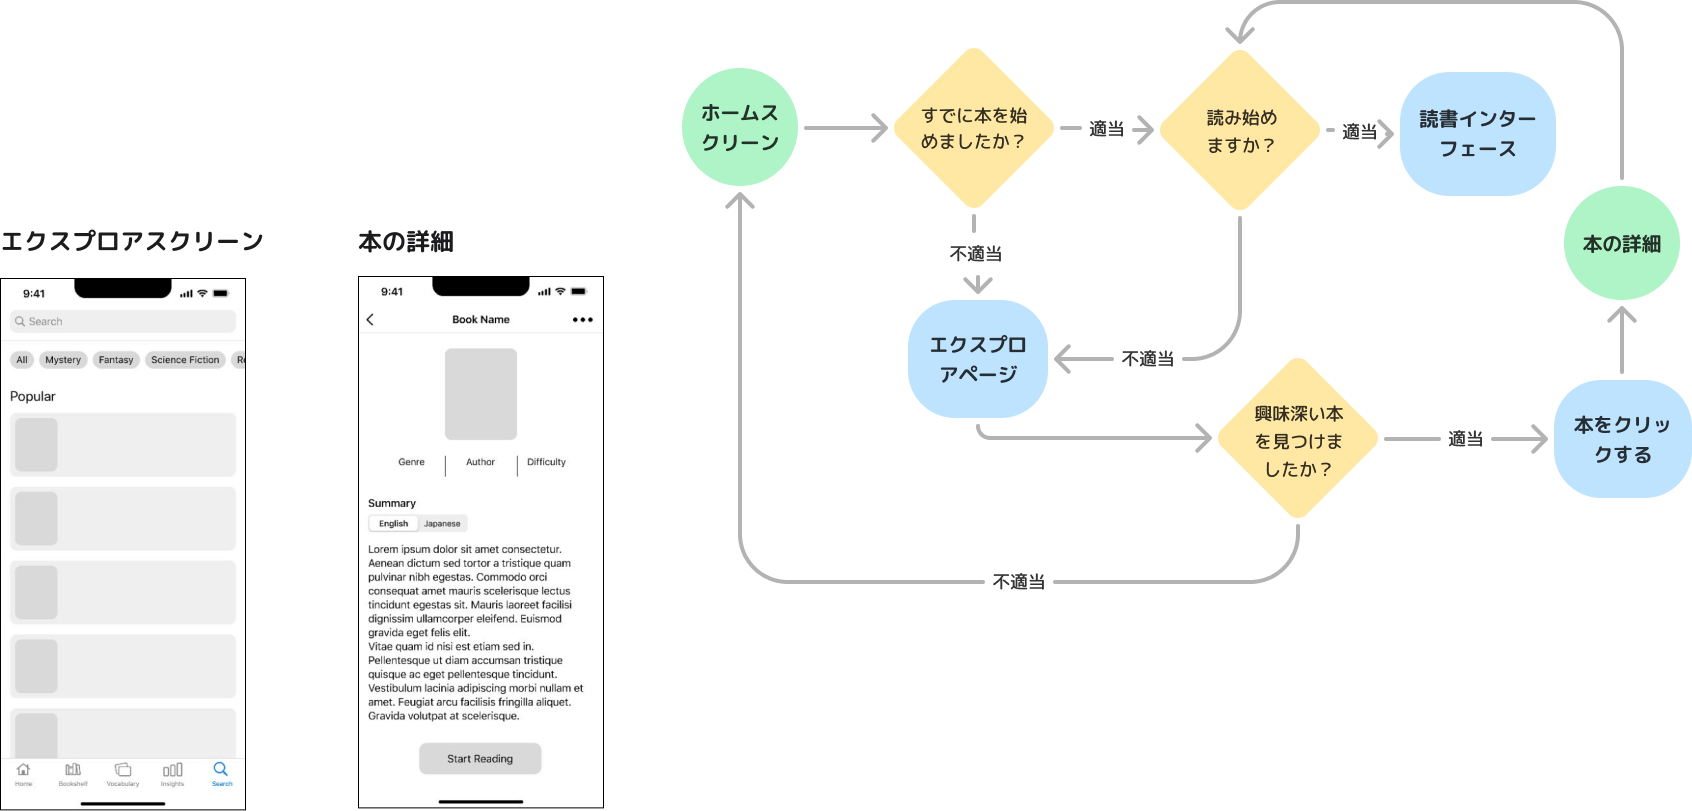 エクスプロアスクリーン
9:41
Search
All
Mystery
Fantasy
Science Fiction
Popular
Home
Bookshelf
Vocabulary
Insights
Search
本の詳細
9:41
Book Name
Genre
Author
Difficulty
Summary
English
Japanese
Lorem ipsum dolor sit amet consectetur.
Aenean dictum sed tortor a tristique quam
pulvinar nibh egestas. Commodo orci
consequat amet mauris scelerisque lectus
tincidunt egestas sit. Mauris laoreet facilisi
dignissim ullamcorper eleifend. Euismod
gravida eget felis elit.
Vitae quam id nisi est etiam sed in.
Pellentesque ut diam accumsan tristique
quisque ac eget pellentesque tincidunt.
Vestibulum lacinia adipiscing morbi nullam et
amet. Feugiat arcu facilisis fringilla aliquet.
Gravida volutpat at scelerisque.
Start Reading
ホームス
クリーン
すでに本を始
めましたか？
適当
読み始め
ますか？
適当
読書インター
フェース
不適当
エクスプロ
アページ
不適当
興味深い本
を見つけま
したか？
適当
本をクリッ
クする
本の詳細
不適当